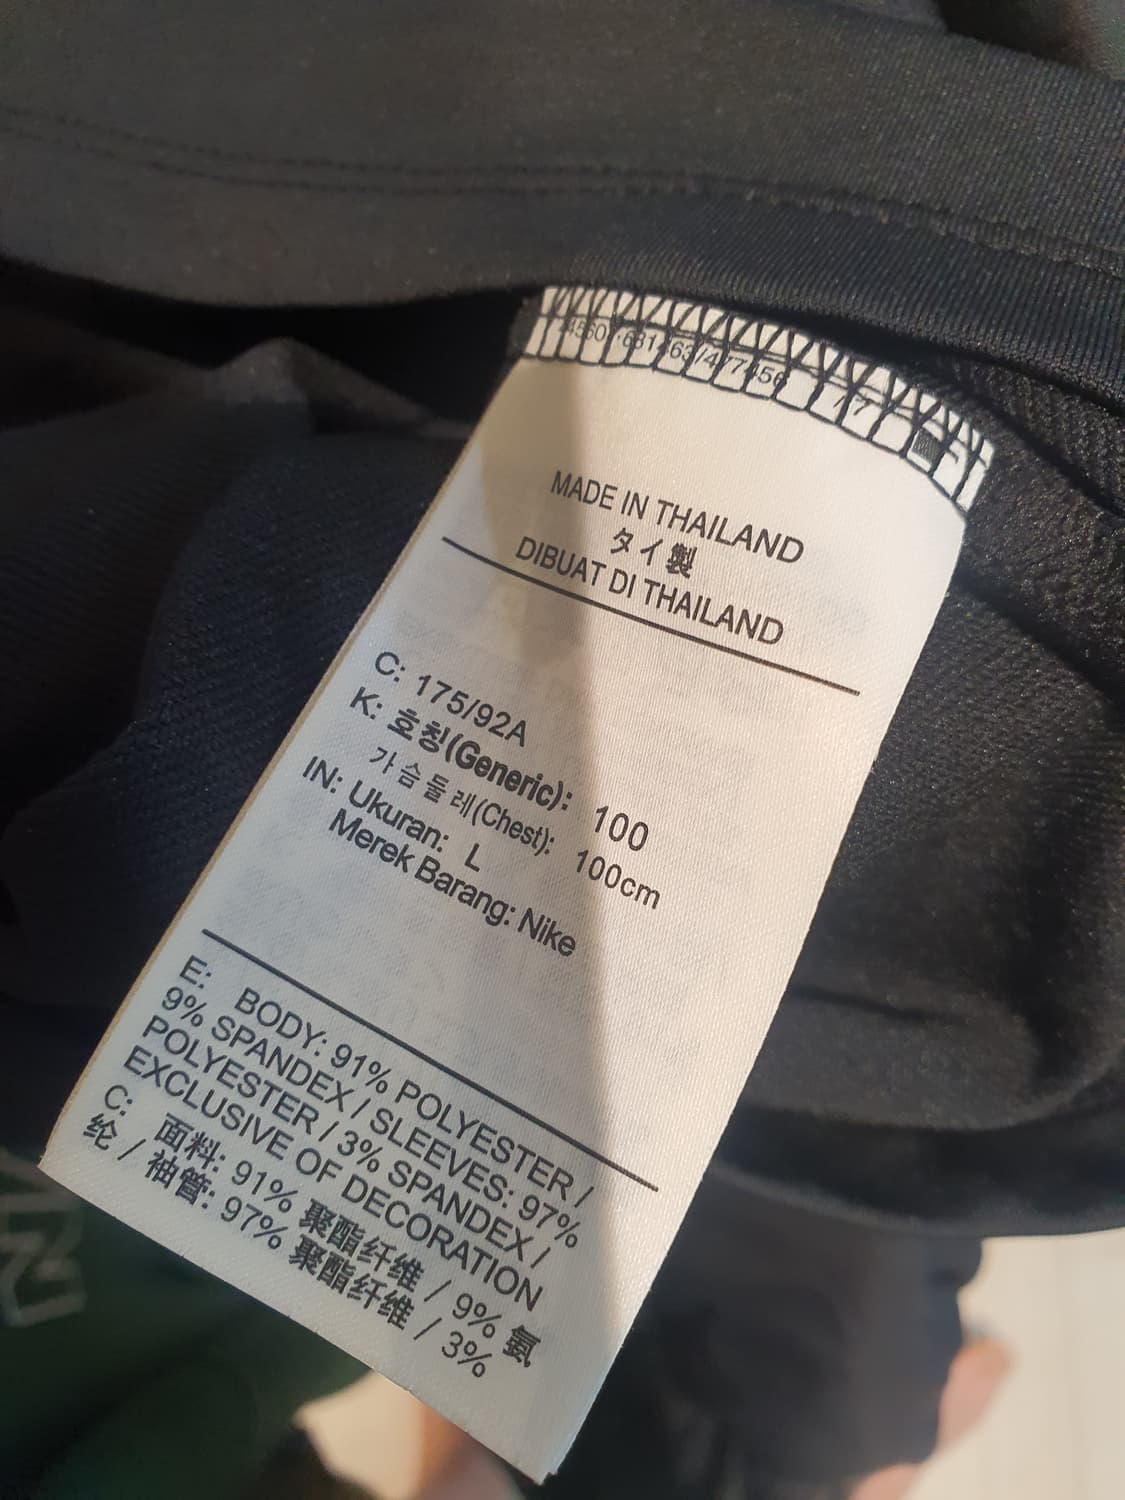 MADE IN THAILAND
タイ製
DIBUAT DI THAILAND
C: 175/92A
K: 호칭(Generic): 100
가슴둘레(Chest): 100cm
IN: Ukuran: L
Merek Barang: Nike
E: BODY: 91% POLYESTER /
9% SPANDEX / SLEEVES: 97%
POLYESTER / 3% SPANDEX /
EXCLUSIVE OF DECORATION
C: 面料: 91% 聚酯纤维 / 9% 氨
纶 / 袖管: 97% 聚酯纤维 / 3%